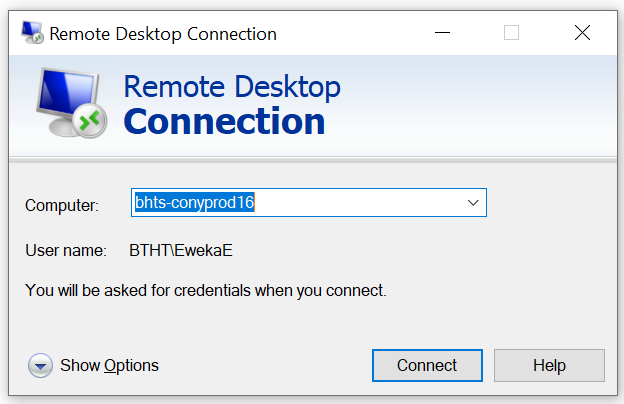 Remote Desktop Connection
Remote Desktop
Connection
Computer: bhts-conyprod16
User name: BTHT\EwekaE
You will be asked for credentials when you connect.
Show Options Connect Help